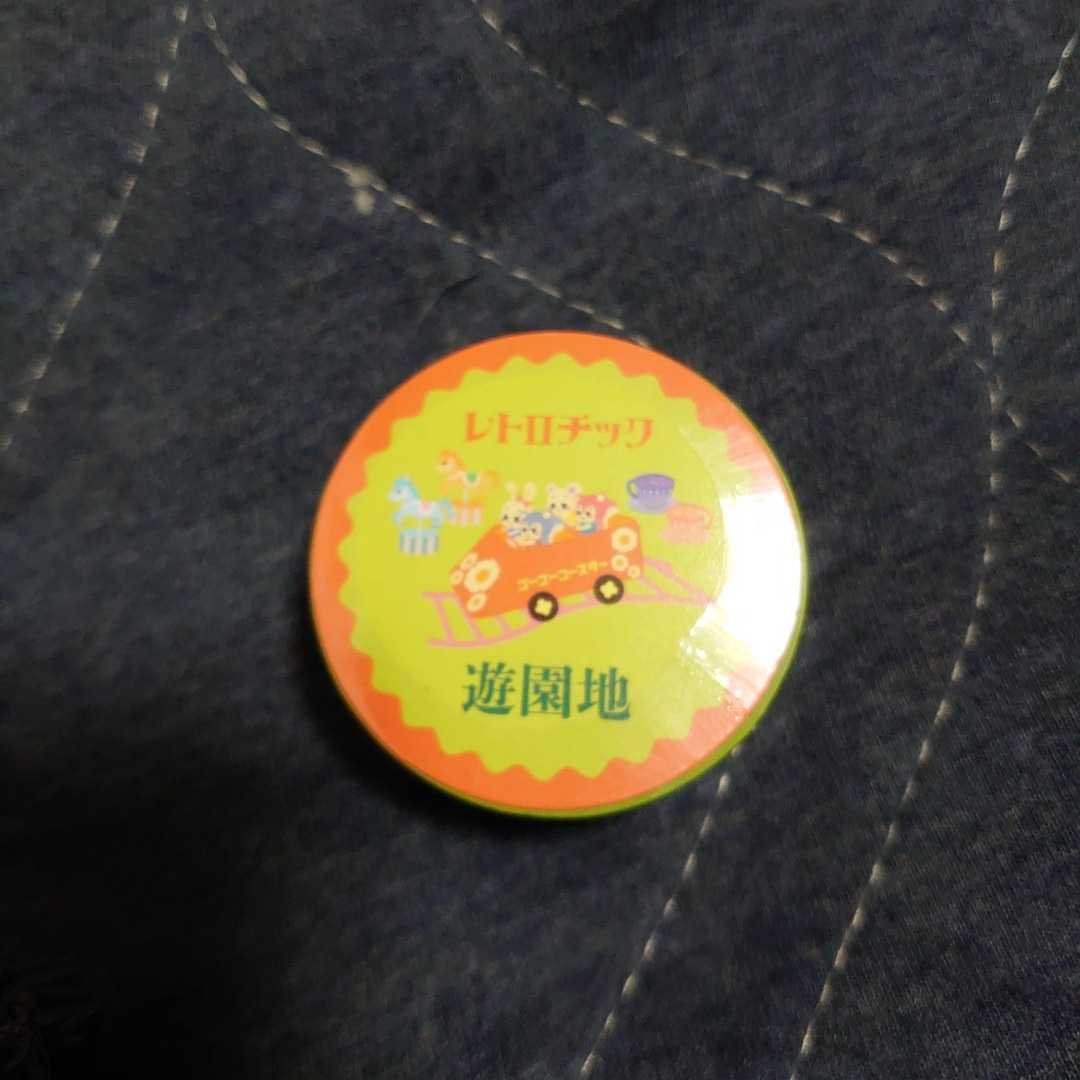 レトロチック
ゴーゴーコースター
遊園地